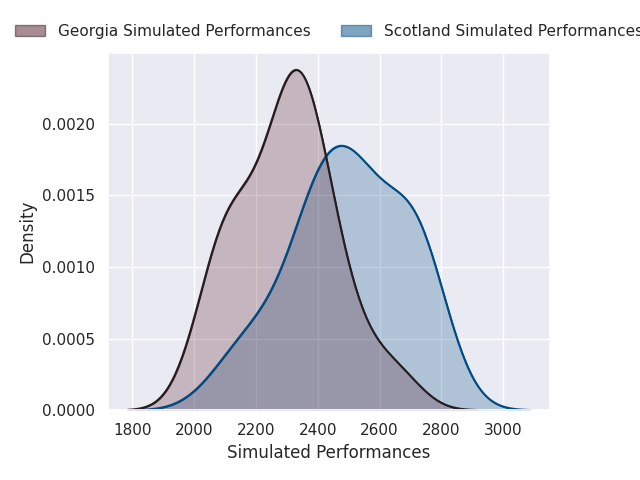 Georgia Simulated Performances Scotland Simulated Performances
0.0020
0.0015
0.0010
0.0005
0.0000
Density
1800 2000 2200 2400 2600 2800 3000
Simulated Performances